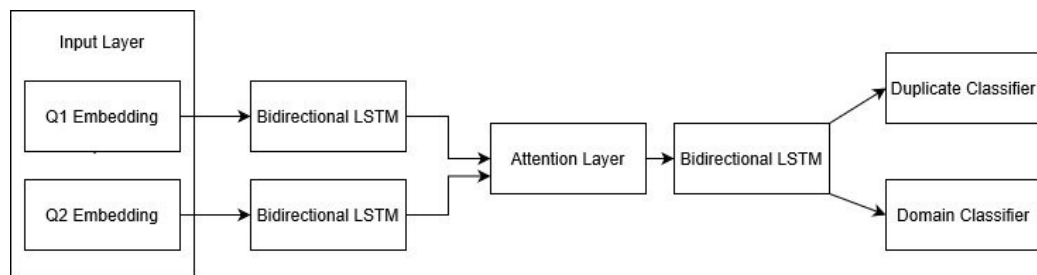 Input Layer
Q1 Embedding
Bidirectional LSTM
Q2 Embedding
Bidirectional LSTM
Attention Layer
Bidirectional LSTM
Duplicate Classifier
Domain Classifier